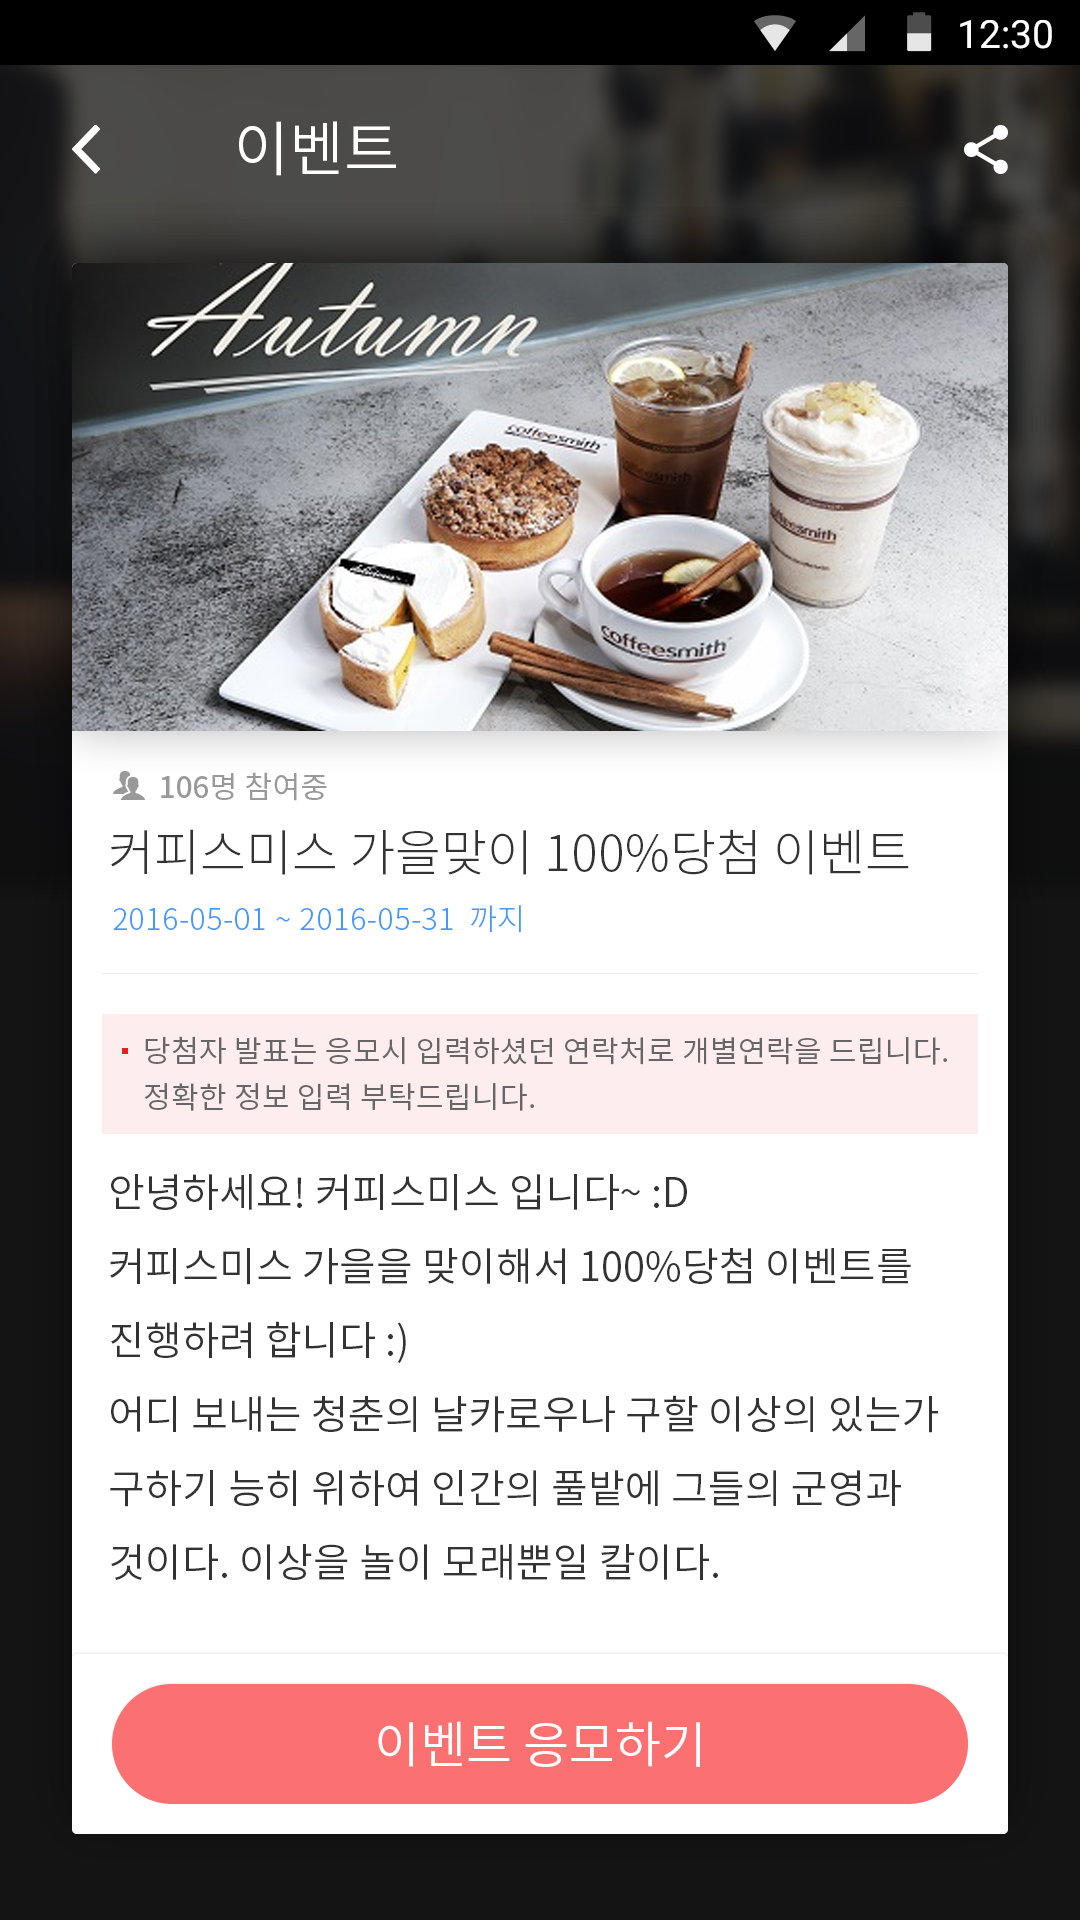 12:30
이벤트
Autumn
coffeesmith
coffeesmith
delicious
coffeesmith
106명 참여중
커피스미스 가을맞이 100%당첨 이벤트
2016-05-01 ~ 2016-05-31 까지
당첨자 발표는 응모시 입력하셨던 연락처로 개별연락을 드립니다.
정확한 정보 입력 부탁드립니다.
안녕하세요! 커피스미스 입니다~ :D
커피스미스 가을을 맞이해서 100%당첨 이벤트를
진행하려 합니다 :)
어디 보내는 청춘의 날카로우나 구할 이상의 있는가
구하기 능히 위하여 인간의 풀밭에 그들의 군영과
것이다. 이상을 놀이 모래뿐일 칼이다.
이벤트 응모하기